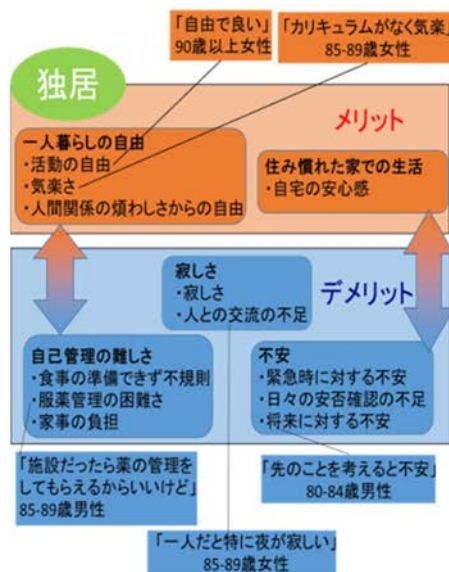 「自由で良い」
90歳以上女性
「カリキュラムがなく気楽」
85-89歳女性
独居
メリット
一人暮らしの自由
・活動の自由
・気楽さ
・人間関係の煩わしさからの自由
住み慣れた家での生活
・自宅の安心感
デメリット
寂しさ
・寂しさ
・人との交流の不足
自己管理の難しさ
・食事の準備できず不規則
・服薬管理の困難さ
・家事の負担
不安
・緊急時に対する不安
・日々の安否確認の不足
・将来に対する不安
「施設だったら薬の管理を
してもらえるからいいけど」
85-89歳男性
「先のことを考えると不安」
80-84歳男性
「一人だと特に夜が寂しい」
85-89歳女性